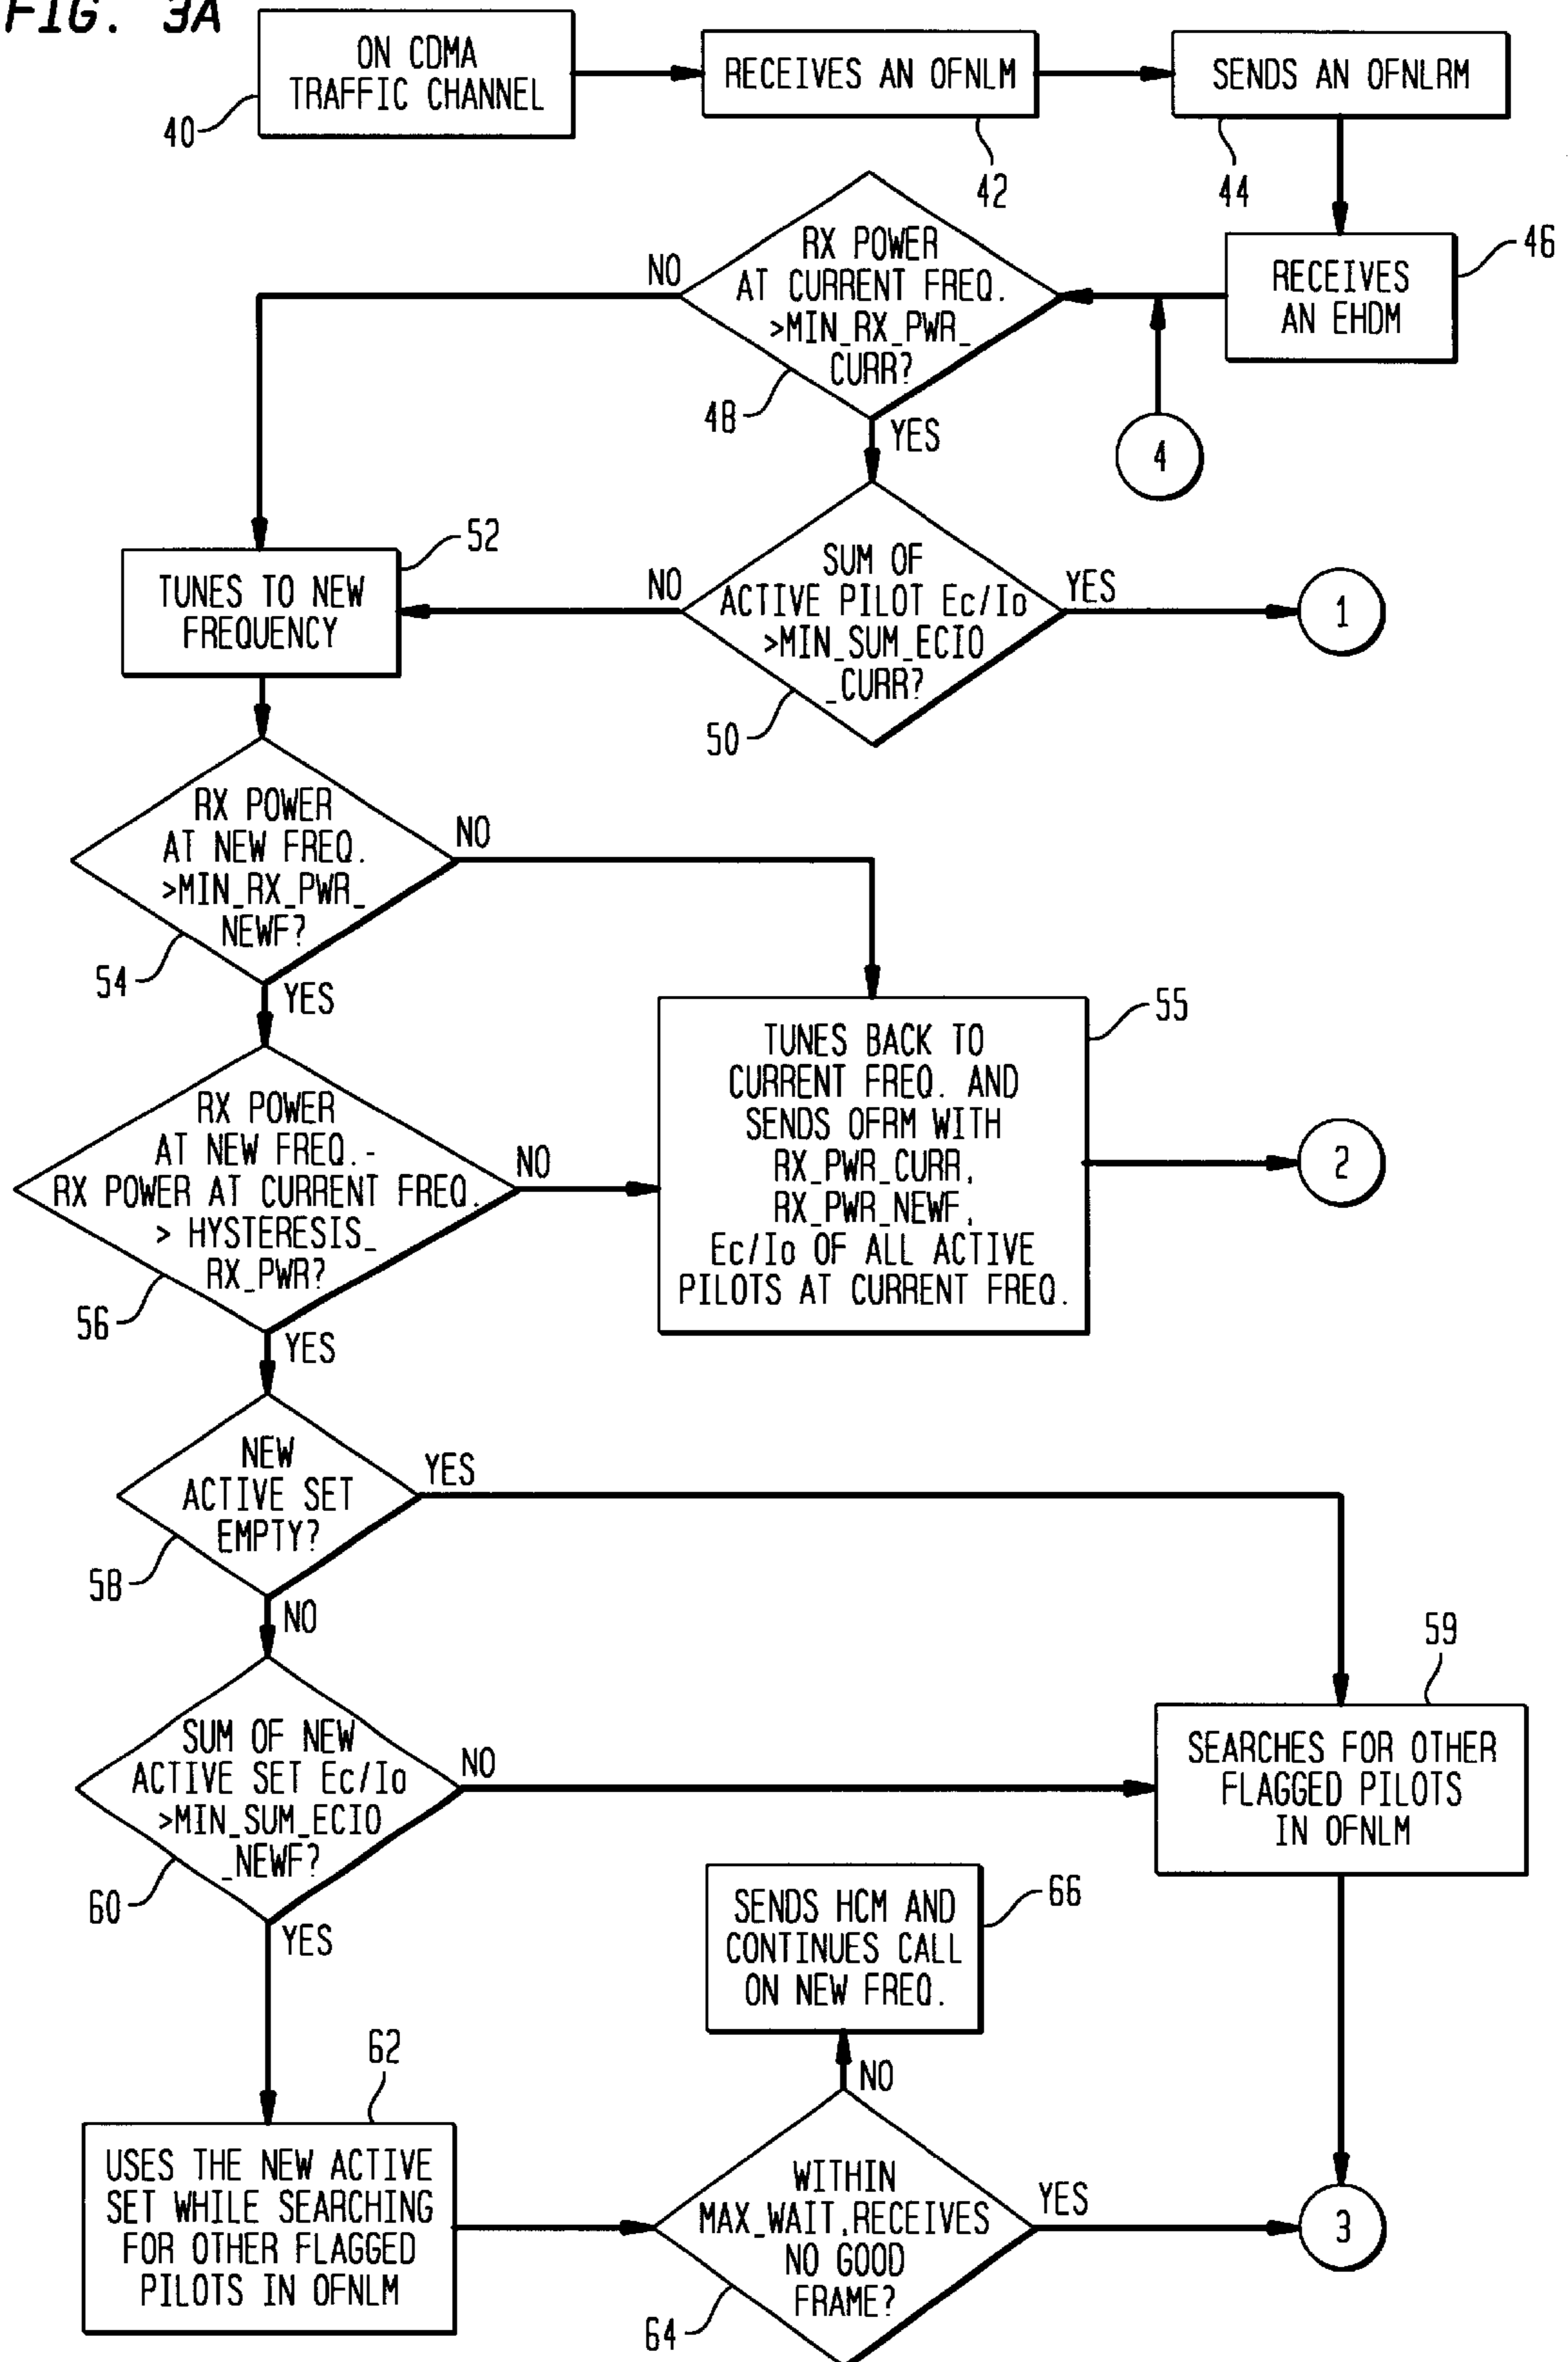 FIG. 3A
ON CDMA
TRAFFIC CHANNEL
40
RECEIVES AN OFNLM
42
SENDS AN OFNLRM
44
RECEIVES
AN EHDM
46
RX POWER
AT CURRENT FREQ.
>MIN_RX_PWR_
CURR?
48
NO
YES
4
SUM OF
ACTIVE PILOT Ec/Io
>MIN_SUM_ECIO
_CURR?
50
NO
YES
1
TUNES TO NEW
FREQUENCY
52
RX POWER
AT NEW FREQ.
>MIN_RX_PWR_
NEWF?
54
NO
YES
TUNES BACK TO
CURRENT FREQ. AND
SENDS OFRM WITH
RX_PWR_CURR,
RX_PWR_NEWF,
Ec/Io OF ALL ACTIVE
PILOTS AT CURRENT FREQ.
55
2
RX POWER
AT NEW FREQ.-
RX POWER AT CURRENT FREQ.
> HYSTERESIS_
RX_PWR?
56
NO
YES
NEW
ACTIVE SET
EMPTY?
58
YES
NO
SEARCHES FOR OTHER
FLAGGED PILOTS
IN OFNLM
59
SUM OF NEW
ACTIVE SET Ec/Io
>MIN_SUM_ECIO
_NEWF?
60
NO
YES
SENDS HCM AND
CONTINUES CALL
ON NEW FREQ.
66
USES THE NEW ACTIVE
SET WHILE SEARCHING
FOR OTHER FLAGGED
PILOTS IN OFNLM
62
WITHIN
MAX_WAIT,RECEIVES
NO GOOD
FRAME?
64
NO
YES
3